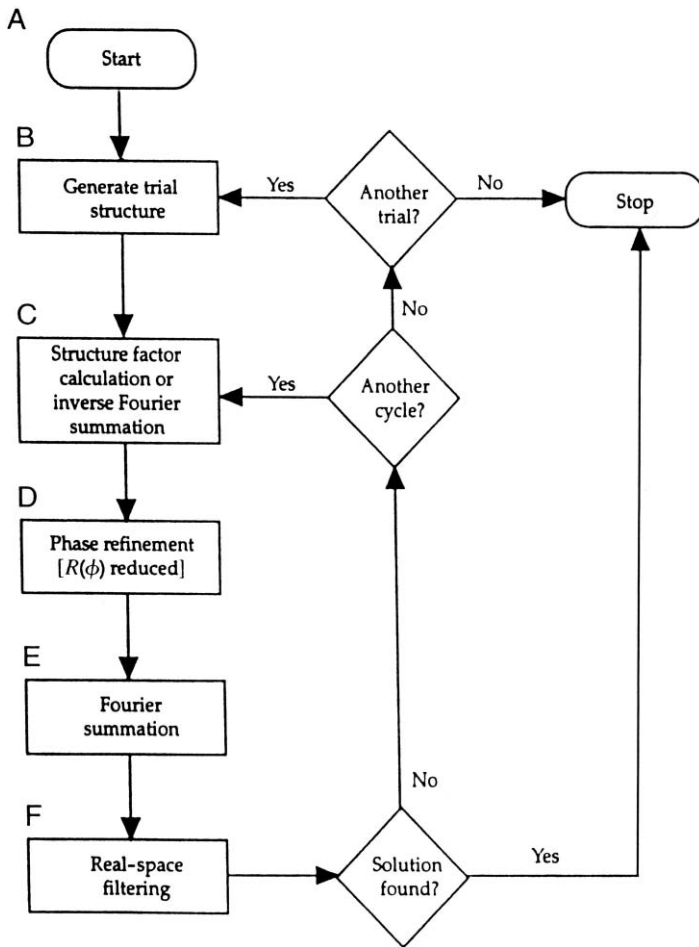 A
Start
B
Generate trial
structure
Yes
Another
trial?
No
Stop
No
C
Structure factor
calculation or
inverse Fourier
summation
Yes
Another
cycle?
D
Phase refinement
[R(ϕ) reduced]
E
Fourier
summation
No
F
Real-space
filtering
Solution
found?
Yes